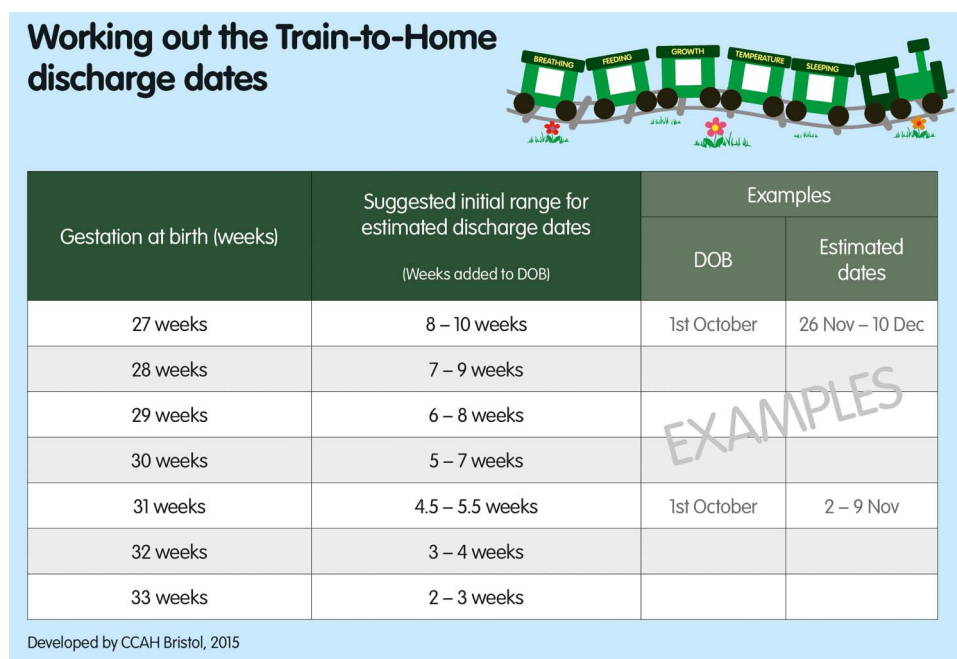 Working out the Train-to-Home
discharge dates
BREATHING
FEEDING
GROWTH
TEMPERATURE
SLEEPING
Gestation at birth (weeks)
Suggested initial range for
estimated discharge dates
(Weeks added to DOB)
Examples
DOB
Estimated
dates
27 weeks 8 – 10 weeks 1st October 26 Nov – 10 Dec
28 weeks 7 – 9 weeks
29 weeks 6 – 8 weeks
EXAMPLES
30 weeks 5 – 7 weeks
31 weeks 4.5 – 5.5 weeks 1st October 2 – 9 Nov
32 weeks 3 – 4 weeks
33 weeks 2 – 3 weeks
Developed by CCAH Bristol, 2015